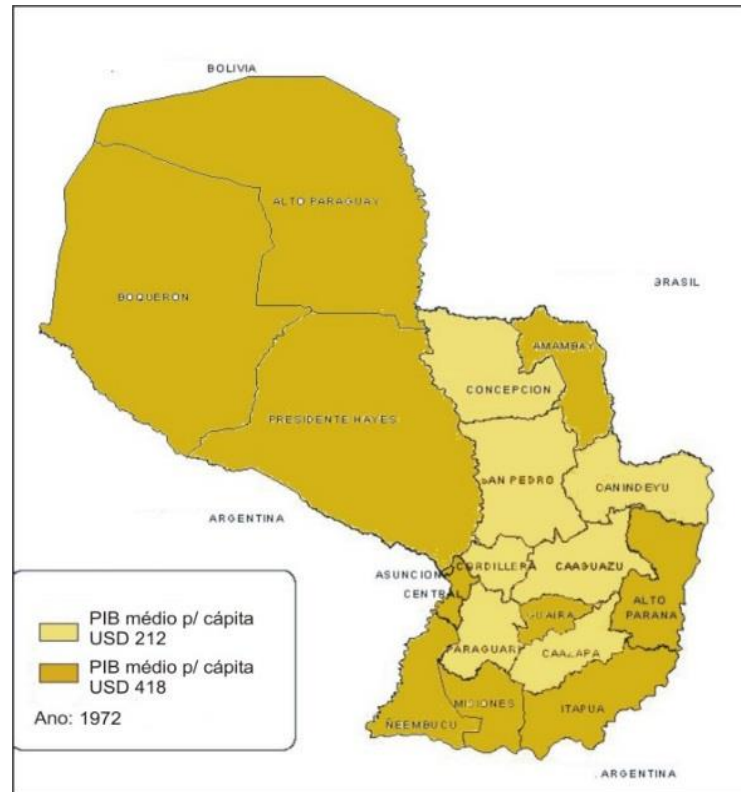 BOLIVIA
ALTO PARAGUAY
BRASIL
BOQUERON
AMAMBAY
CONCEPCION
PRESIDENTE HAYES
SAN PEDRO
CANINDEYU
ARGENTINA
CORDILLERA
CAAGUAZU
ASUNCION
CENTRAL
ALTO
PARANA
GUAIRA
PARAGUARI
CAAZAPA
MISIONES
ITAPUA
ÑEEMBUCU
ARGENTINA
PIB médio p/ cápita
USD 212
PIB médio p/ cápita
USD 418
Ano: 1972